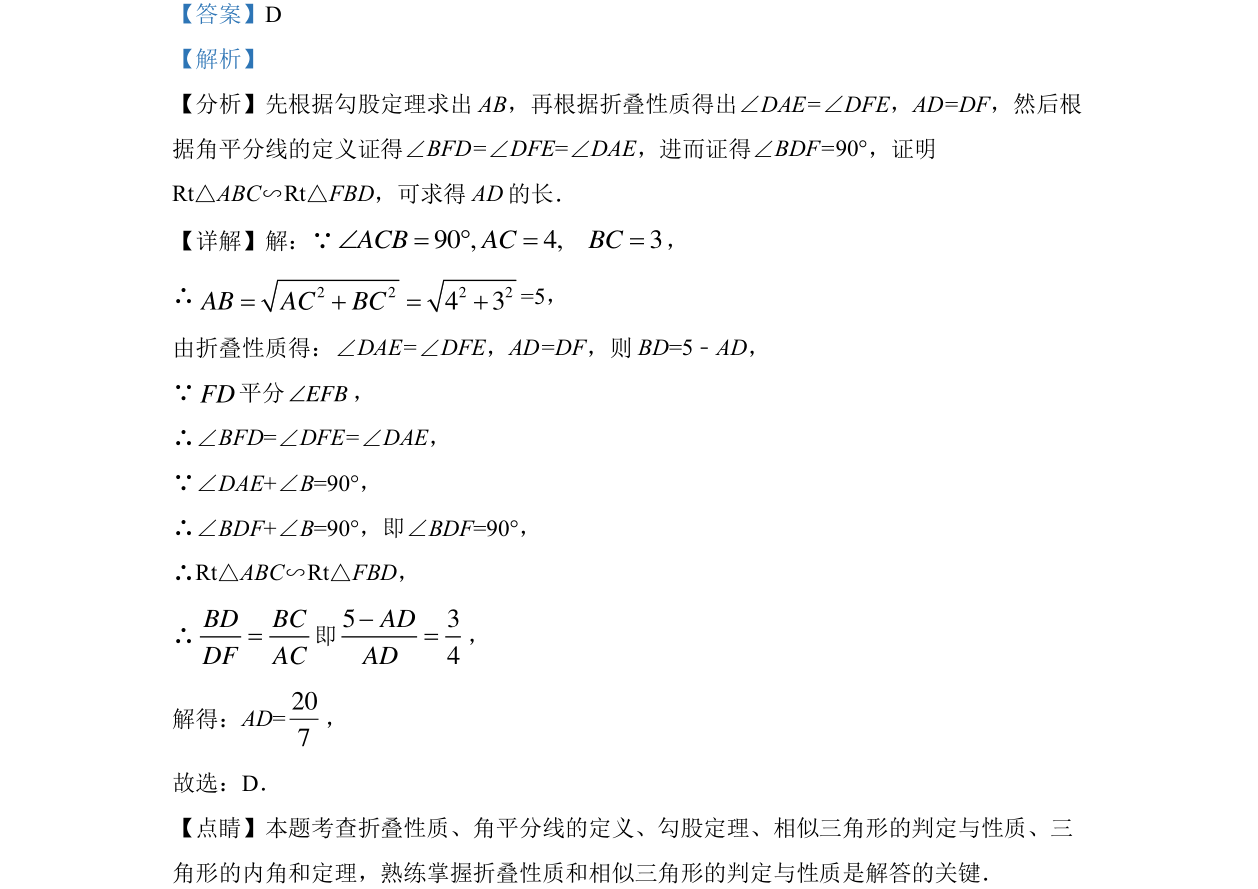 【答案】D
【解析】
【分析】先根据勾股定理求出 AB，再根据折叠性质得出∠DAE=∠DFE，AD=DF，然后根
据角平分线的定义证得∠BFD=∠DFE=∠DAE，进而证得∠BDF=90°，证明
Rt△ABC∽Rt△FBD，可求得 AD 的长．
【详解】解：∵ ∠ACB = 90°, AC = 4, BC = 3，
∴ AB = √(AC² + BC²) = √(4² + 3²) =5，
由折叠性质得：∠DAE=∠DFE，AD=DF，则 BD=5﹣AD，
∵ FD 平分 ∠EFB，
∴∠BFD=∠DFE=∠DAE，
∵∠DAE+∠B=90°，
∴∠BDF+∠B=90°，即∠BDF=90°，
∴Rt△ABC∽Rt△FBD，
∴ BD/DF = BC/AC 即 (5 − AD)/AD = 3/4，
解得：AD=20/7，
故选：D．
【点睛】本题考查折叠性质、角平分线的定义、勾股定理、相似三角形的判定与性质、三
角形的内角和定理，熟练掌握折叠性质和相似三角形的判定与性质是解答的关键．